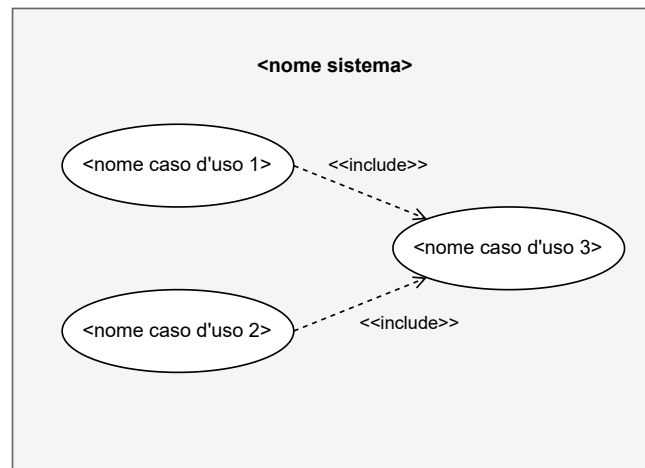 <nome sistema>
<nome caso d'uso 1>
<<include>>
<nome caso d'uso 3>
<nome caso d'uso 2>
<<include>>